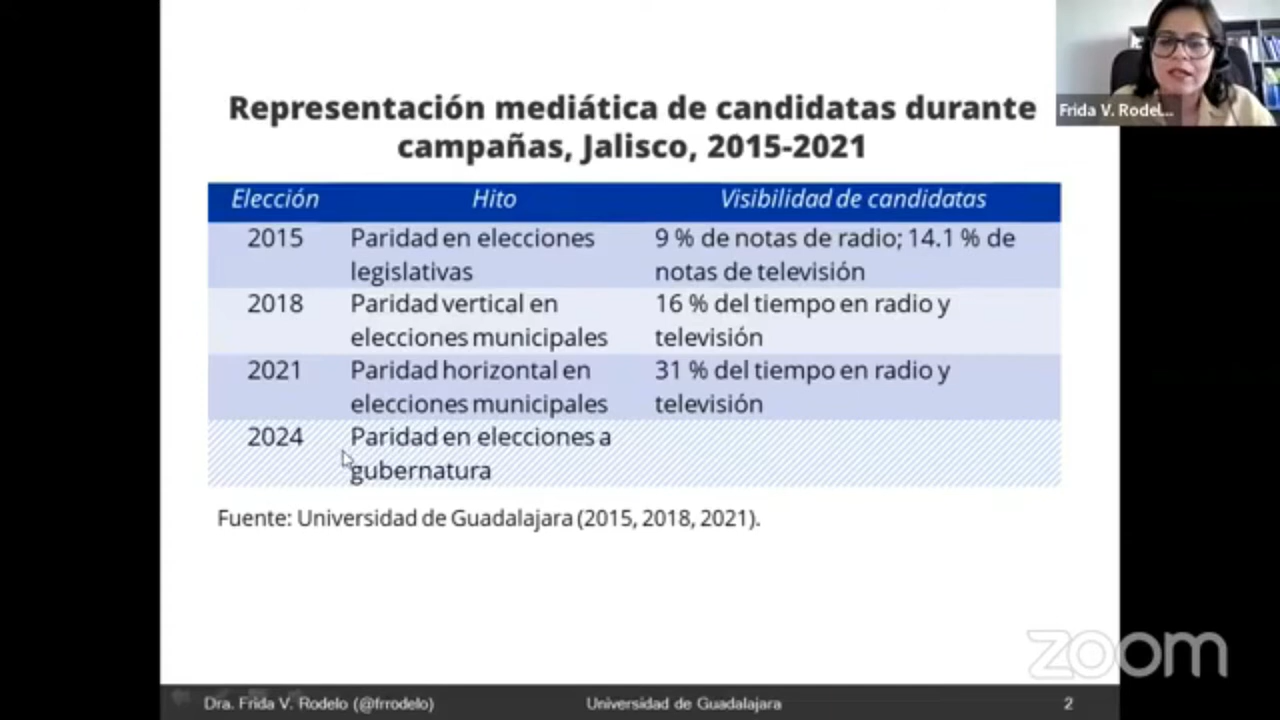 Representación mediática de candidatas durante
campañas, Jalisco, 2015-2021
Frida V. Rodel...
Elección Hito Visibilidad de candidatas
2015 Paridad en elecciones 9 % de notas de radio; 14.1 % de
legislativas notas de televisión
2018 Paridad vertical en 16 % del tiempo en radio y
elecciones municipales televisión
2021 Paridad horizontal en 31 % del tiempo en radio y
elecciones municipales televisión
2024 Paridad en elecciones a
gubernatura
Fuente: Universidad de Guadalajara (2015, 2018, 2021).
zoom
Dra. Frida V. Rodelo (@frrodelo) Universidad de Guadalajara 2